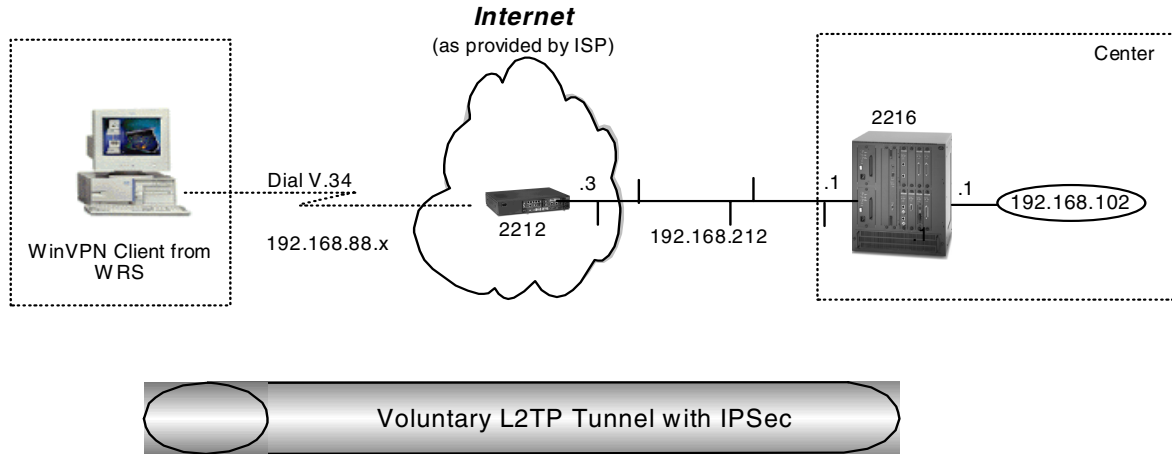 Internet
(as provided by ISP)
Center
2216
Dial V.34
.3
.1
.1
192.168.102
2212
192.168.88.x
192.168.212
WinVPN Client from
WRS
Voluntary L2TP Tunnel with IPSec